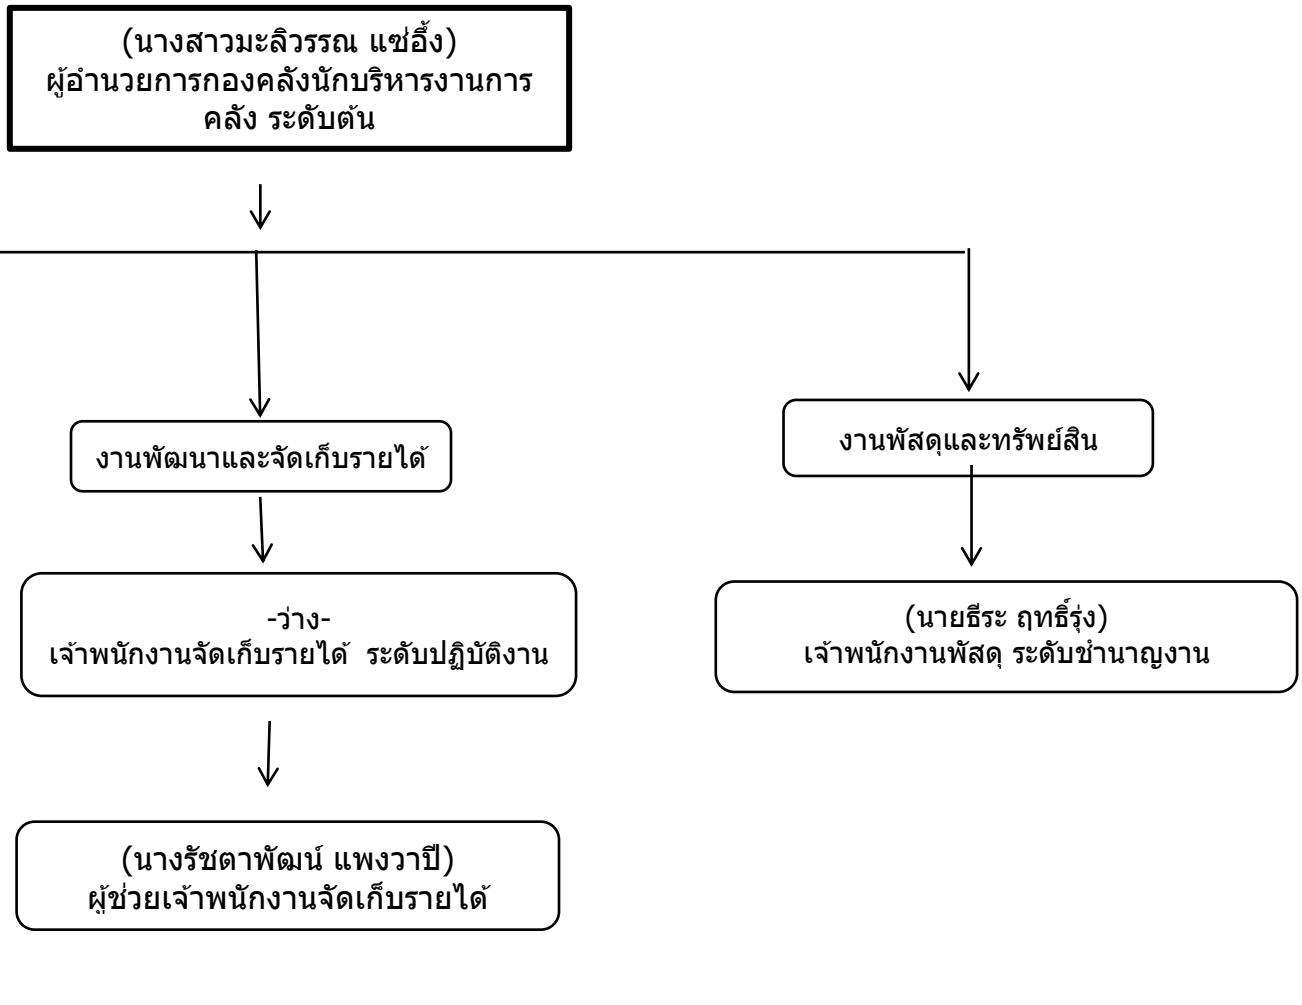 (นางสาวมะลิวรรณ แซ่อึ้ง)
ผู้อำนวยการกองคลังนักบริหารงานการ
คลัง ระดับต้น
งานพัฒนาและจัดเก็บรายได้
งานพัสดุและทรัพย์สิน
-ว่าง-
เจ้าพนักงานจัดเก็บรายได้ ระดับปฏิบัติงาน
(นายธีระ ฤทธิ์รุ่ง)
เจ้าพนักงานพัสดุ ระดับชำนาญงาน
(นางรัชตาพัฒน์ แพงวาปี)
ผู้ช่วยเจ้าพนักงานจัดเก็บรายได้